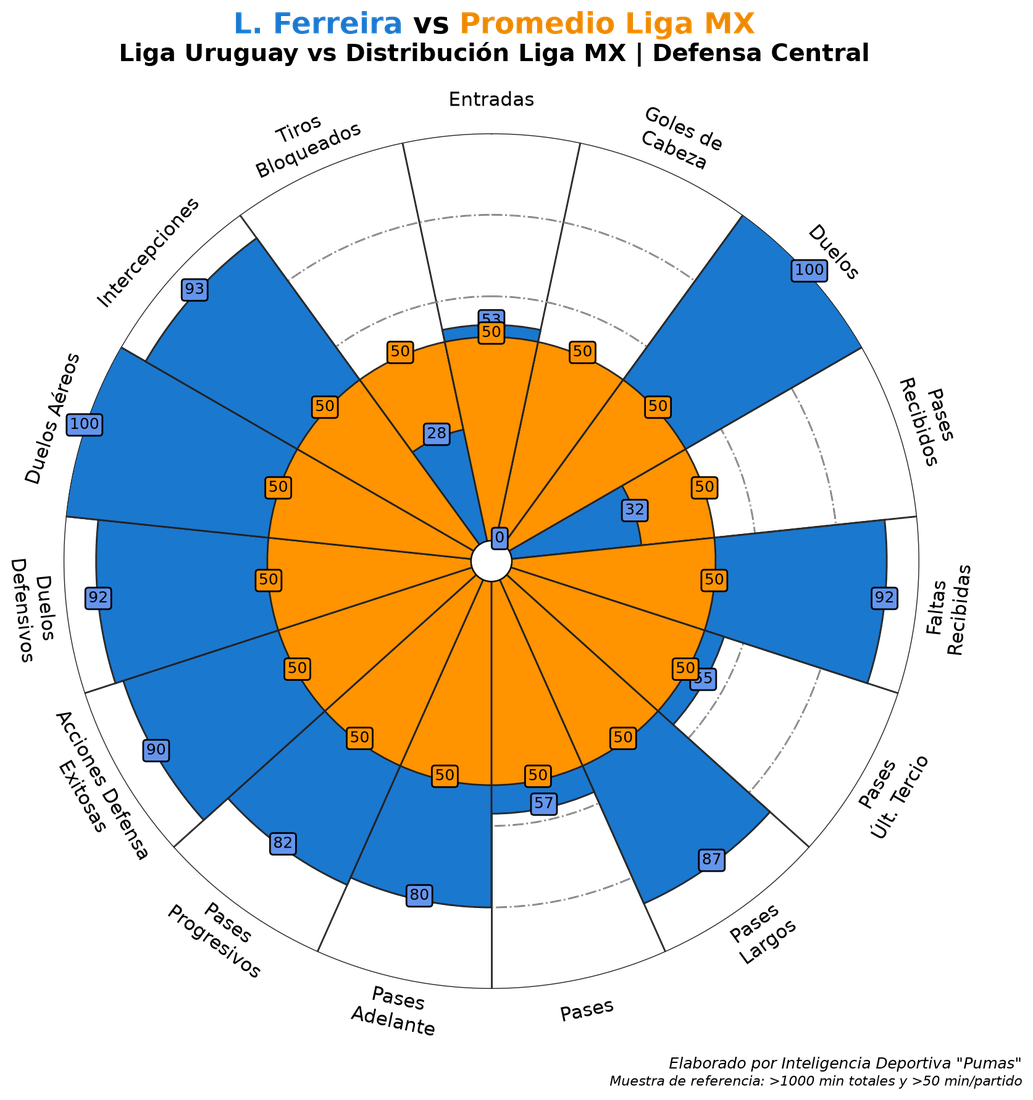 L. Ferreira vs Promedio Liga MX
Liga Uruguay vs Distribución Liga MX | Defensa Central
Entradas
Goles de
Cabeza
Duelos
Pases
Recibidos
Faltas
Recibidas
Pases
Últ. Tercio
Pases
Largos
Pases
Pases
Adelante
Pases
Progresivos
Acciones Defensa
Exitosas
Duelos
Defensivos
Duelos Aéreos
Intercepciones
Tiros
Bloqueados
53
50
0
50
100
50
32
50
92
50
55
50
87
50
57
50
80
50
82
50
90
50
92
50
100
50
93
50
28
50
Elaborado por Inteligencia Deportiva "Pumas"
Muestra de referencia: >1000 min totales y >50 min/partido